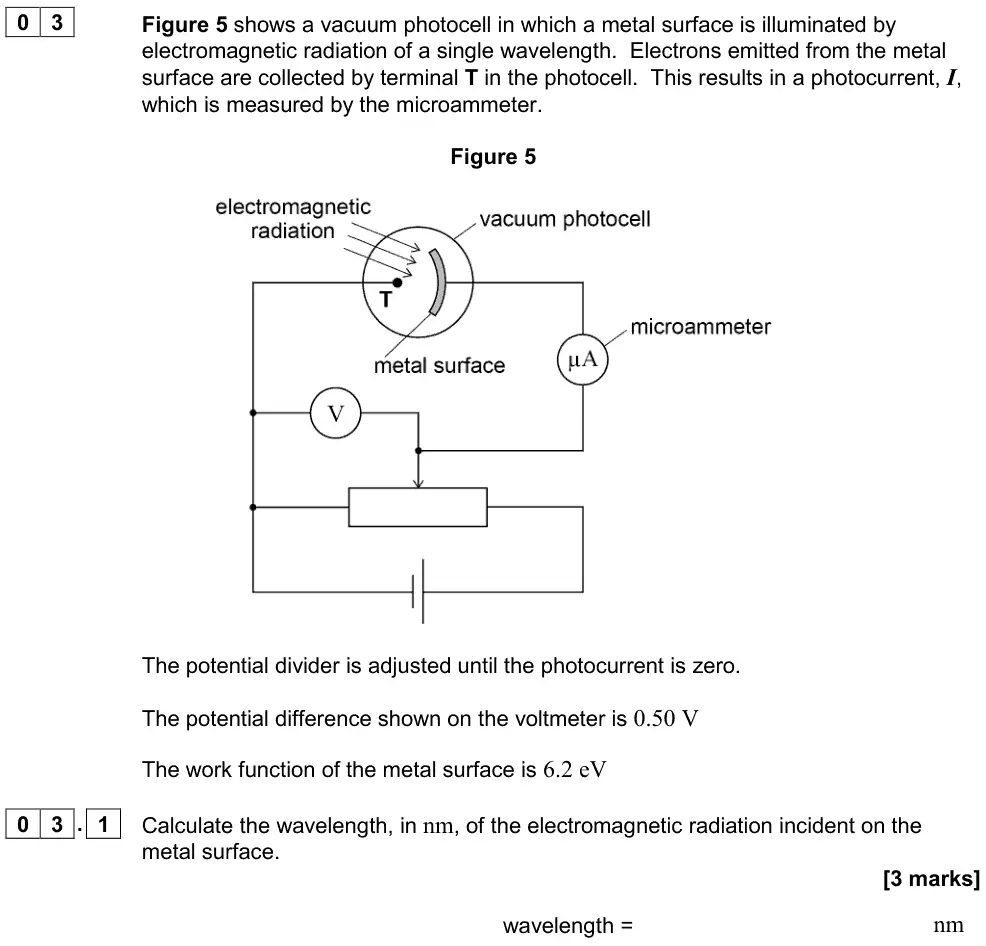 0 3
Figure 5 shows a vacuum photocell in which a metal surface is illuminated by
electromagnetic radiation of a single wavelength. Electrons emitted from the metal
surface are collected by terminal T in the photocell. This results in a photocurrent, I,
which is measured by the microammeter.
Figure 5
electromagnetic
radiation
vacuum photocell
T
metal surface
microammeter
µA
V
The potential divider is adjusted until the photocurrent is zero.
The potential difference shown on the voltmeter is 0.50 V
The work function of the metal surface is 6.2 eV
0 3 . 1
Calculate the wavelength, in nm, of the electromagnetic radiation incident on the
metal surface.
[3 marks]
wavelength = nm